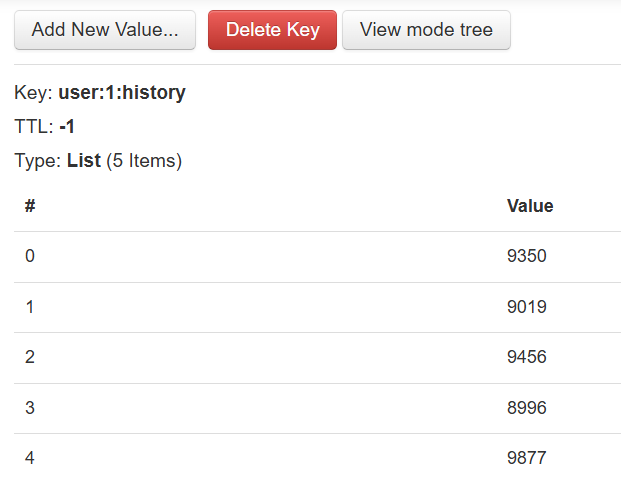 Add New Value... Delete Key View mode tree
Key: user:1:history
TTL: -1
Type: List (5 Items)
# Value
0 9350
1 9019
2 9456
3 8996
4 9877